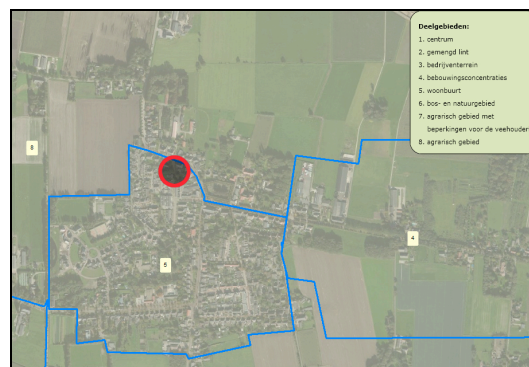 Deelgebieden:
1. centrum
2. gemengd lint
3. bedrijventerrein
4. bebouwingsconcentraties
5. woonbuurt
6. bos- en natuurgebied
7. agrarisch gebied met
beperkingen voor de veehouder
8. agrarisch gebied
8
4
5